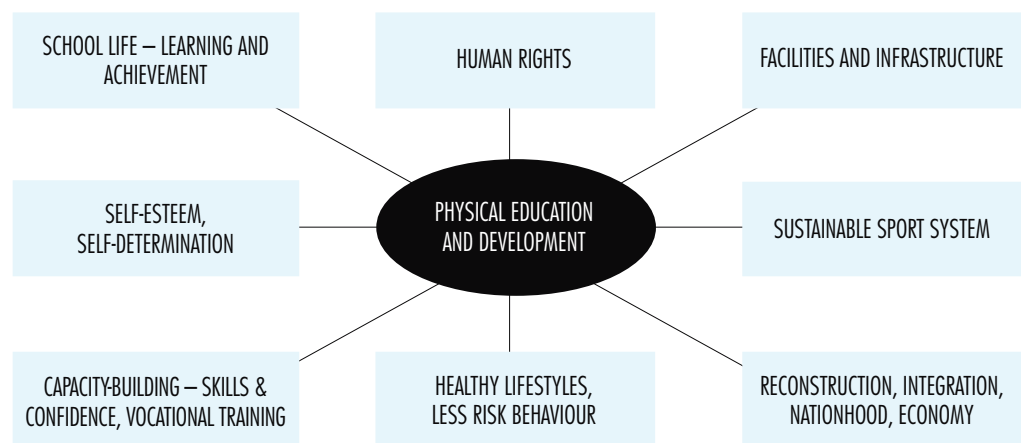 SCHOOL LIFE – LEARNING AND
ACHIEVEMENT
HUMAN RIGHTS
FACILITIES AND INFRASTRUCTURE
SELF-ESTEEM,
SELF-DETERMINATION
PHYSICAL EDUCATION
AND DEVELOPMENT
SUSTAINABLE SPORT SYSTEM
CAPACITY-BUILDING – SKILLS &
CONFIDENCE, VOCATIONAL TRAINING
HEALTHY LIFESTYLES,
LESS RISK BEHAVIOUR
RECONSTRUCTION, INTEGRATION,
NATIONHOOD, ECONOMY